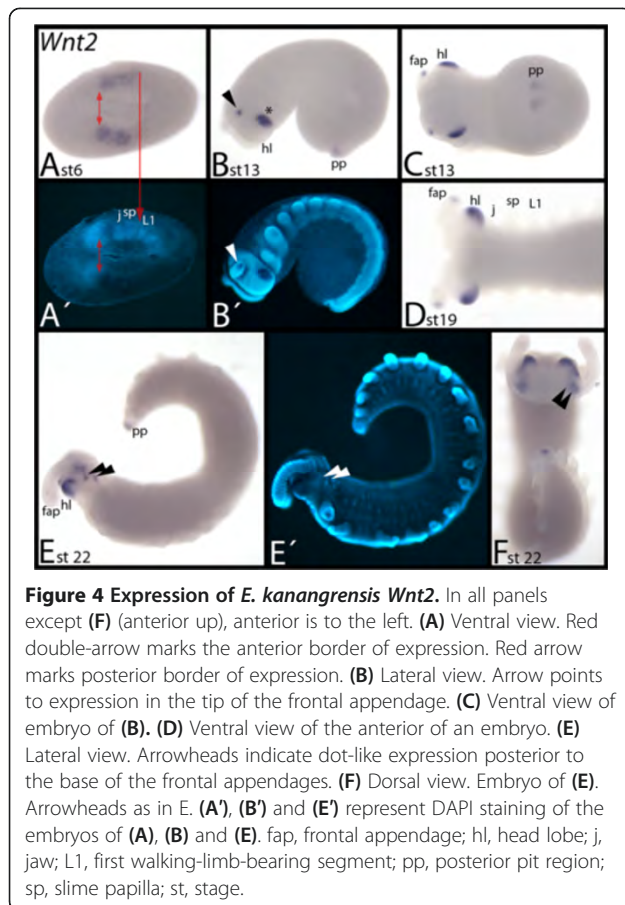 Wnt2
fap hl
pp
*
hl
pp
A st6
B st13
C st13
j sp L1
fap hl j sp L1
A′
B′
D st19
pp
fap hl
E st 22
E′
F st 22
Figure 4 Expression of E. kanangrensis Wnt2. In all panels
except (F) (anterior up), anterior is to the left. (A) Ventral view. Red
double-arrow marks the anterior border of expression. Red arrow
marks posterior border of expression. (B) Lateral view. Arrow points
to expression in the tip of the frontal appendage. (C) Ventral view of
embryo of (B). (D) Ventral view of the anterior of an embryo. (E)
Lateral view. Arrowheads indicate dot-like expression posterior to
the base of the frontal appendages. (F) Dorsal view. Embryo of (E).
Arrowheads as in E. (A′), (B′) and (E′) represent DAPI staining of the
embryos of (A), (B) and (E). fap, frontal appendage; hl, head lobe; j,
jaw; L1, first walking-limb-bearing segment; pp, posterior pit region;
sp, slime papilla; st, stage.